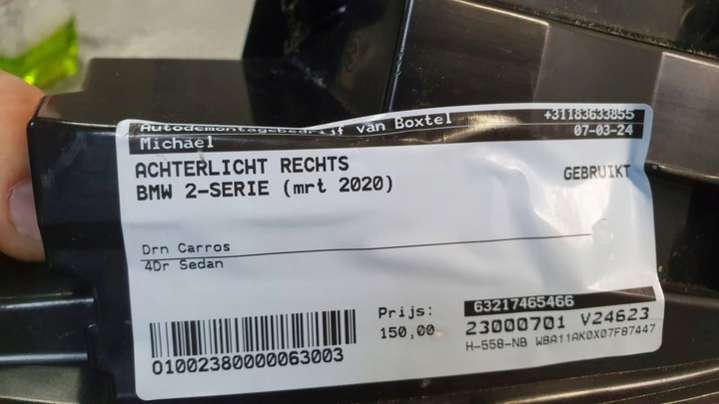 Autodemontagebedrijf van Boxtel +31183633855
Michael 07-03-24
ACHTERLICHT RECHTS GEBRUIKT
BMW 2-SERIE (mrt 2020)
Drn Carros
4Dr Sedan
Prijs: 63217465466
150,00 23000701 V24623
01002380000063003 H-558-NB WBA11AK0X07F87447